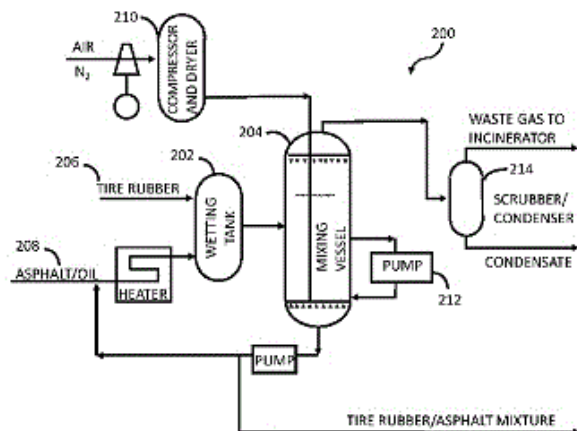 210
AIR
N2
COMPRESSOR
AND DRYER
200
204
WASTE GAS TO
INCINERATOR
206
202
214
TIRE RUBBER
WETTING
TANK
MIXING
VESSEL
SCRUBBER/
CONDENSER
208
ASPHALT/OIL
HEATER
PUMP
212
CONDENSATE
PUMP
TIRE RUBBER/ASPHALT MIXTURE